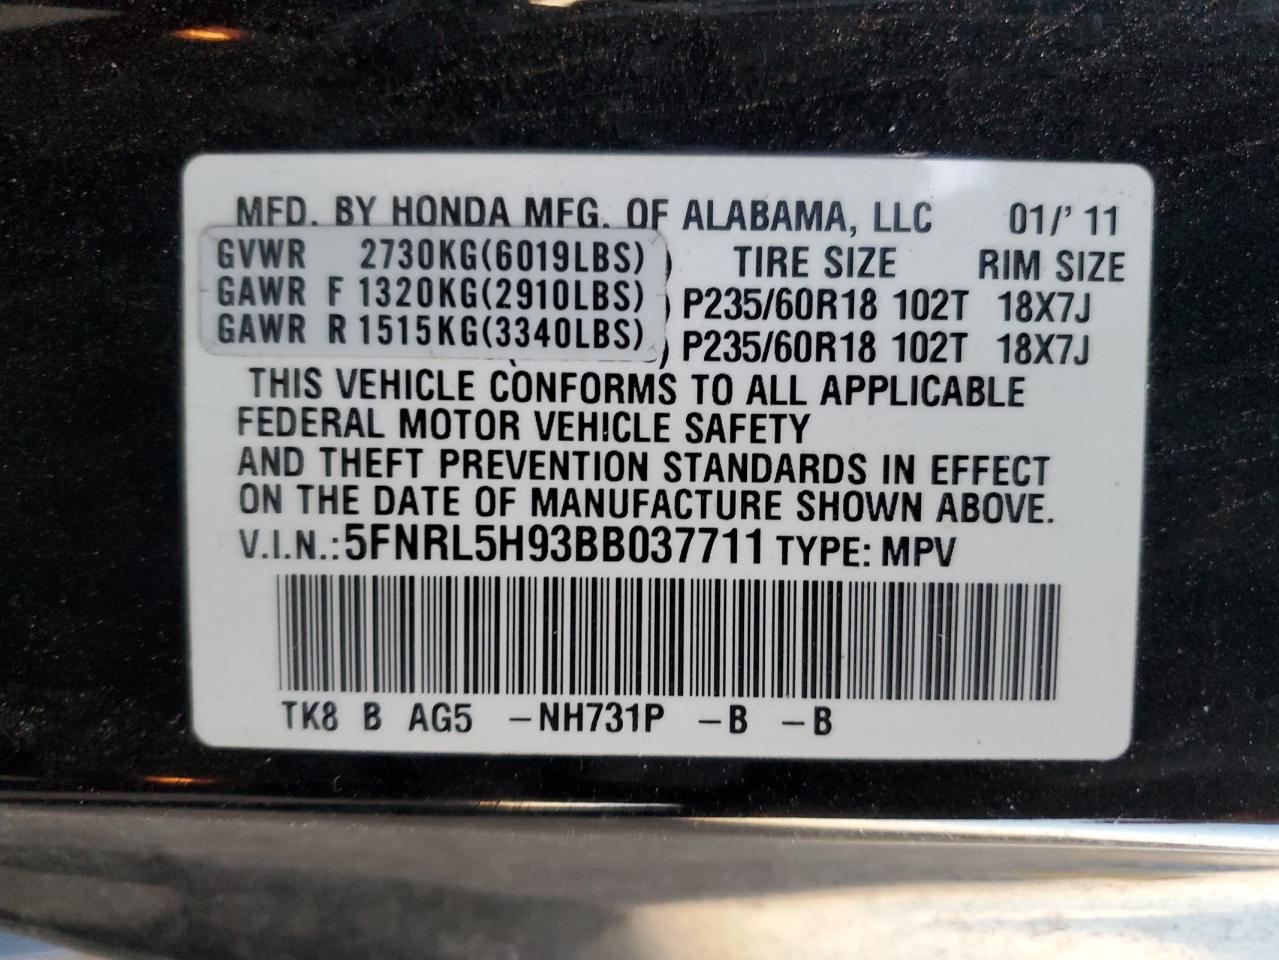 MFD. BY HONDA MFG. OF ALABAMA, LLC 01/' 11
GVWR 2730KG(6019LBS) TIRE SIZE RIM SIZE
GAWR F 1320KG(2910LBS) P235/60R18 102T 18X7J
GAWR R 1515KG(3340LBS) P235/60R18 102T 18X7J
THIS VEHICLE CONFORMS TO ALL APPLICABLE
FEDERAL MOTOR VEHICLE SAFETY
AND THEFT PREVENTION STANDARDS IN EFFECT
ON THE DATE OF MANUFACTURE SHOWN ABOVE.
V.I.N.: 5FNRL5H93BB037711 TYPE: MPV
TK8 B AG5 -NH731P -B -B